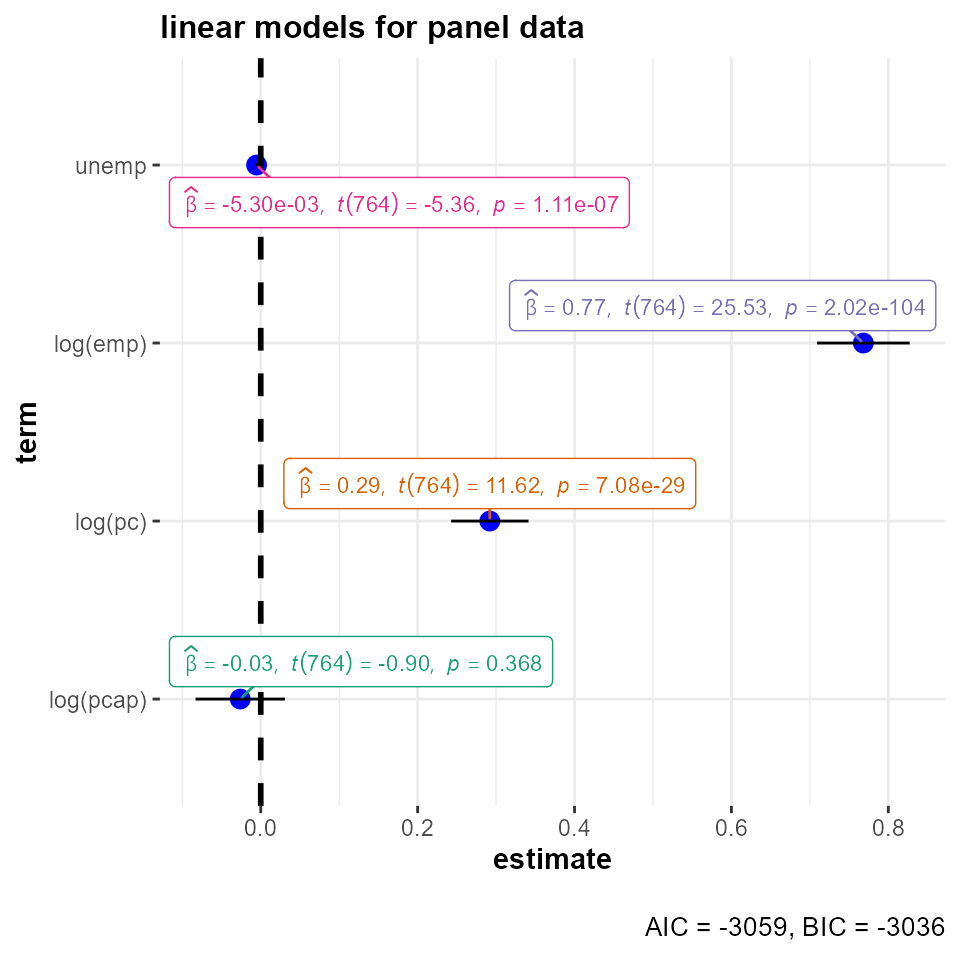 linear models for panel data
unemp
β̂ = -5.30e-03, t(764) = -5.36, p = 1.11e-07
β̂ = 0.77, t(764) = 25.53, p = 2.02e-104
log(emp)
term
β̂ = 0.29, t(764) = 11.62, p = 7.08e-29
log(pc)
β̂ = -0.03, t(764) = -0.90, p = 0.368
log(pcap)
0.0 0.2 0.4 0.6 0.8
estimate
AIC = -3059, BIC = -3036